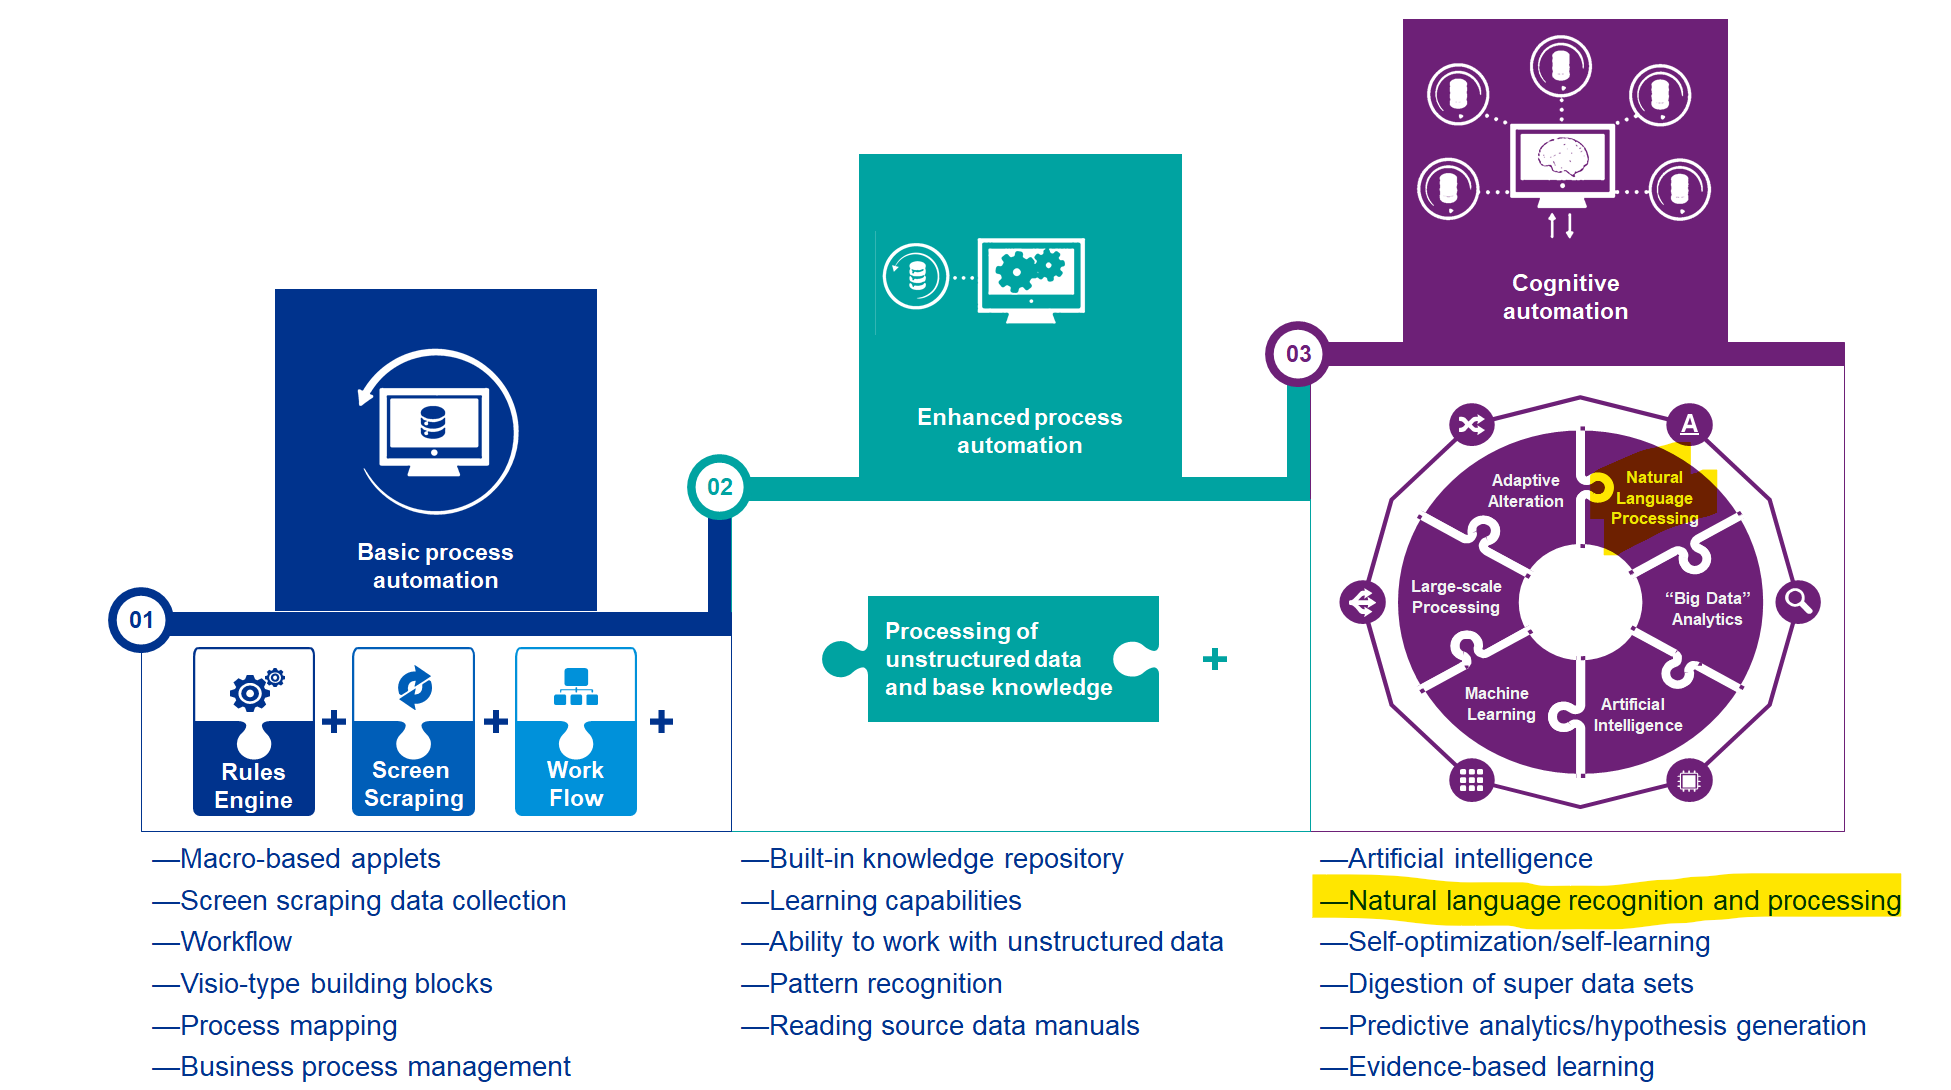 Cognitive
automation
03
Enhanced process
automation
02
Basic process
automation
01
Rules
Engine
Screen
Scraping
Work
Flow
Processing of
unstructured data
and base knowledge
A
Adaptive
Alteration
Natural
Language
Processing
Large-scale
Processing
“Big Data”
Analytics
Machine
Learning
Artificial
Intelligence
—Macro-based applets
—Screen scraping data collection
—Workflow
—Visio-type building blocks
—Process mapping
—Business process management
—Built-in knowledge repository
—Learning capabilities
—Ability to work with unstructured data
—Pattern recognition
—Reading source data manuals
—Artificial intelligence
—Natural language recognition and processing
—Self-optimization/self-learning
—Digestion of super data sets
—Predictive analytics/hypothesis generation
—Evidence-based learning